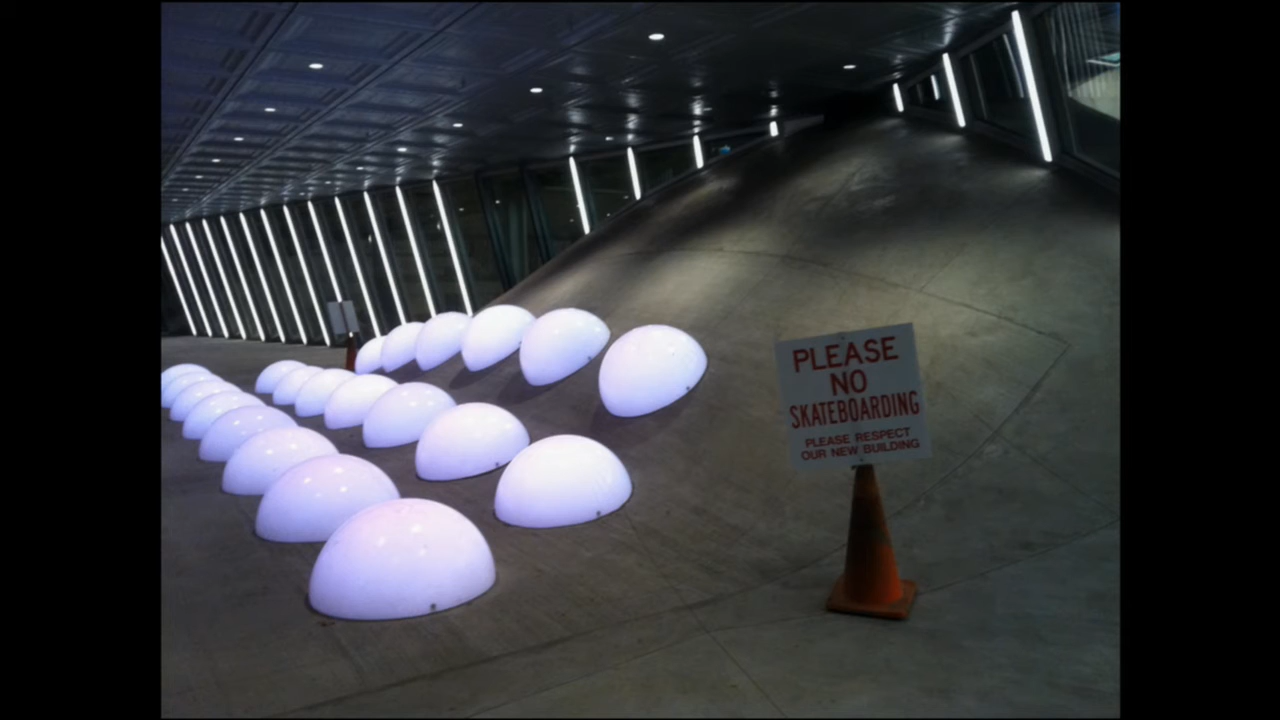 PLEASE
NO
SKATEBOARDING
PLEASE RESPECT
OUR NEW BUILDING